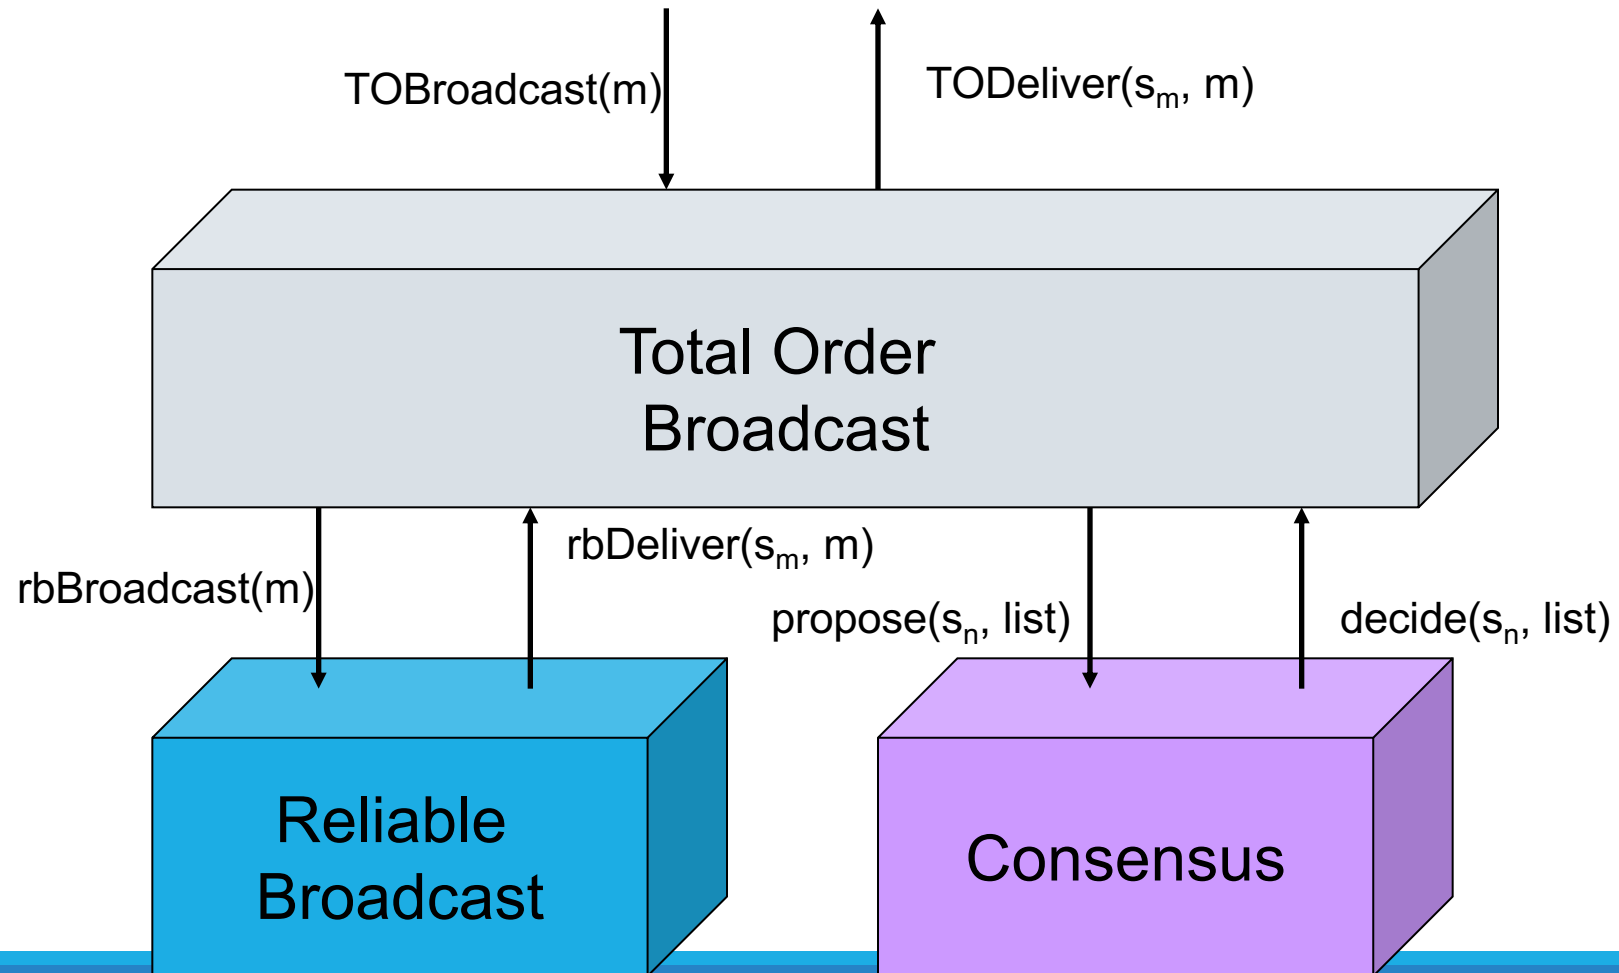 TOBroadcast(m)
TODeliver(sₘ, m)
Total Order
Broadcast
rbDeliver(sₘ, m)
rbBroadcast(m)
propose(sₙ, list)
decide(sₙ, list)
Reliable
Broadcast
Consensus